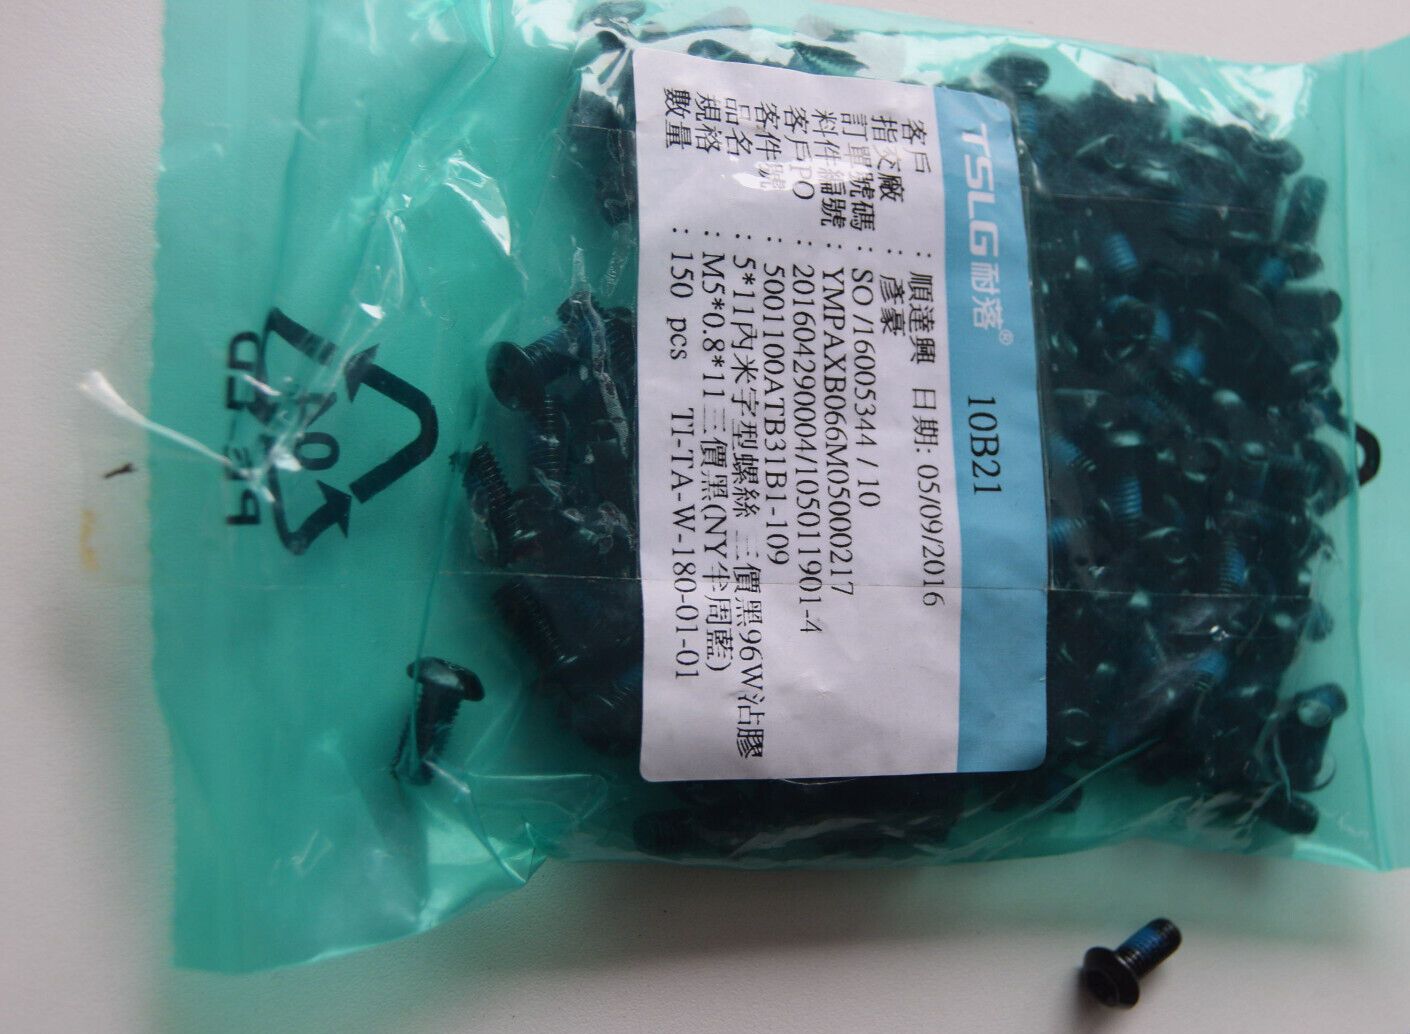 TSLG耐落® 10B21
客戶 : 順達興 日期: 05/09/2016
指交廠 : 彥豪
訂單號碼 : SO /16005344 / 10
料件編號 : YMPAXB066M05000217
客戶PO : 201604290004/105011901-4
客件號 : 5001100ATB31B1-109
品名 : 5*11內米字型螺絲 三價黑96W沾膠
規格 : M5*0.8*11三價黑(NY半周藍)
數量 : 150 pcs TI-TA-W-180-01-01